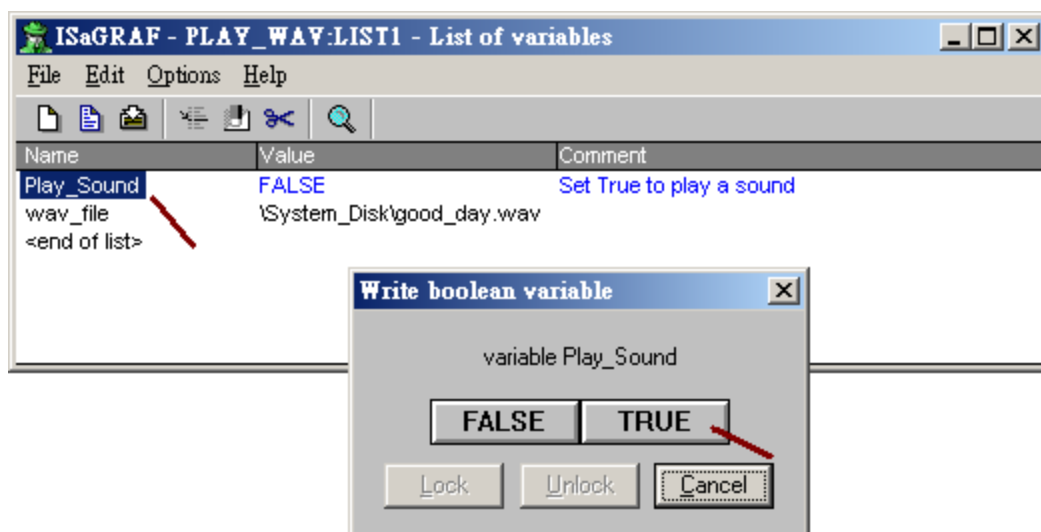 ISaGRAF - PLAY_WAV:LIST1 - List of variables
File Edit Options Help
Name Value Comment
Play_Sound FALSE Set True to play a sound
wav_file \System_Disk\good_day.wav
<end of list>
Write boolean variable
variable Play_Sound
FALSE TRUE
Lock Unlock Cancel